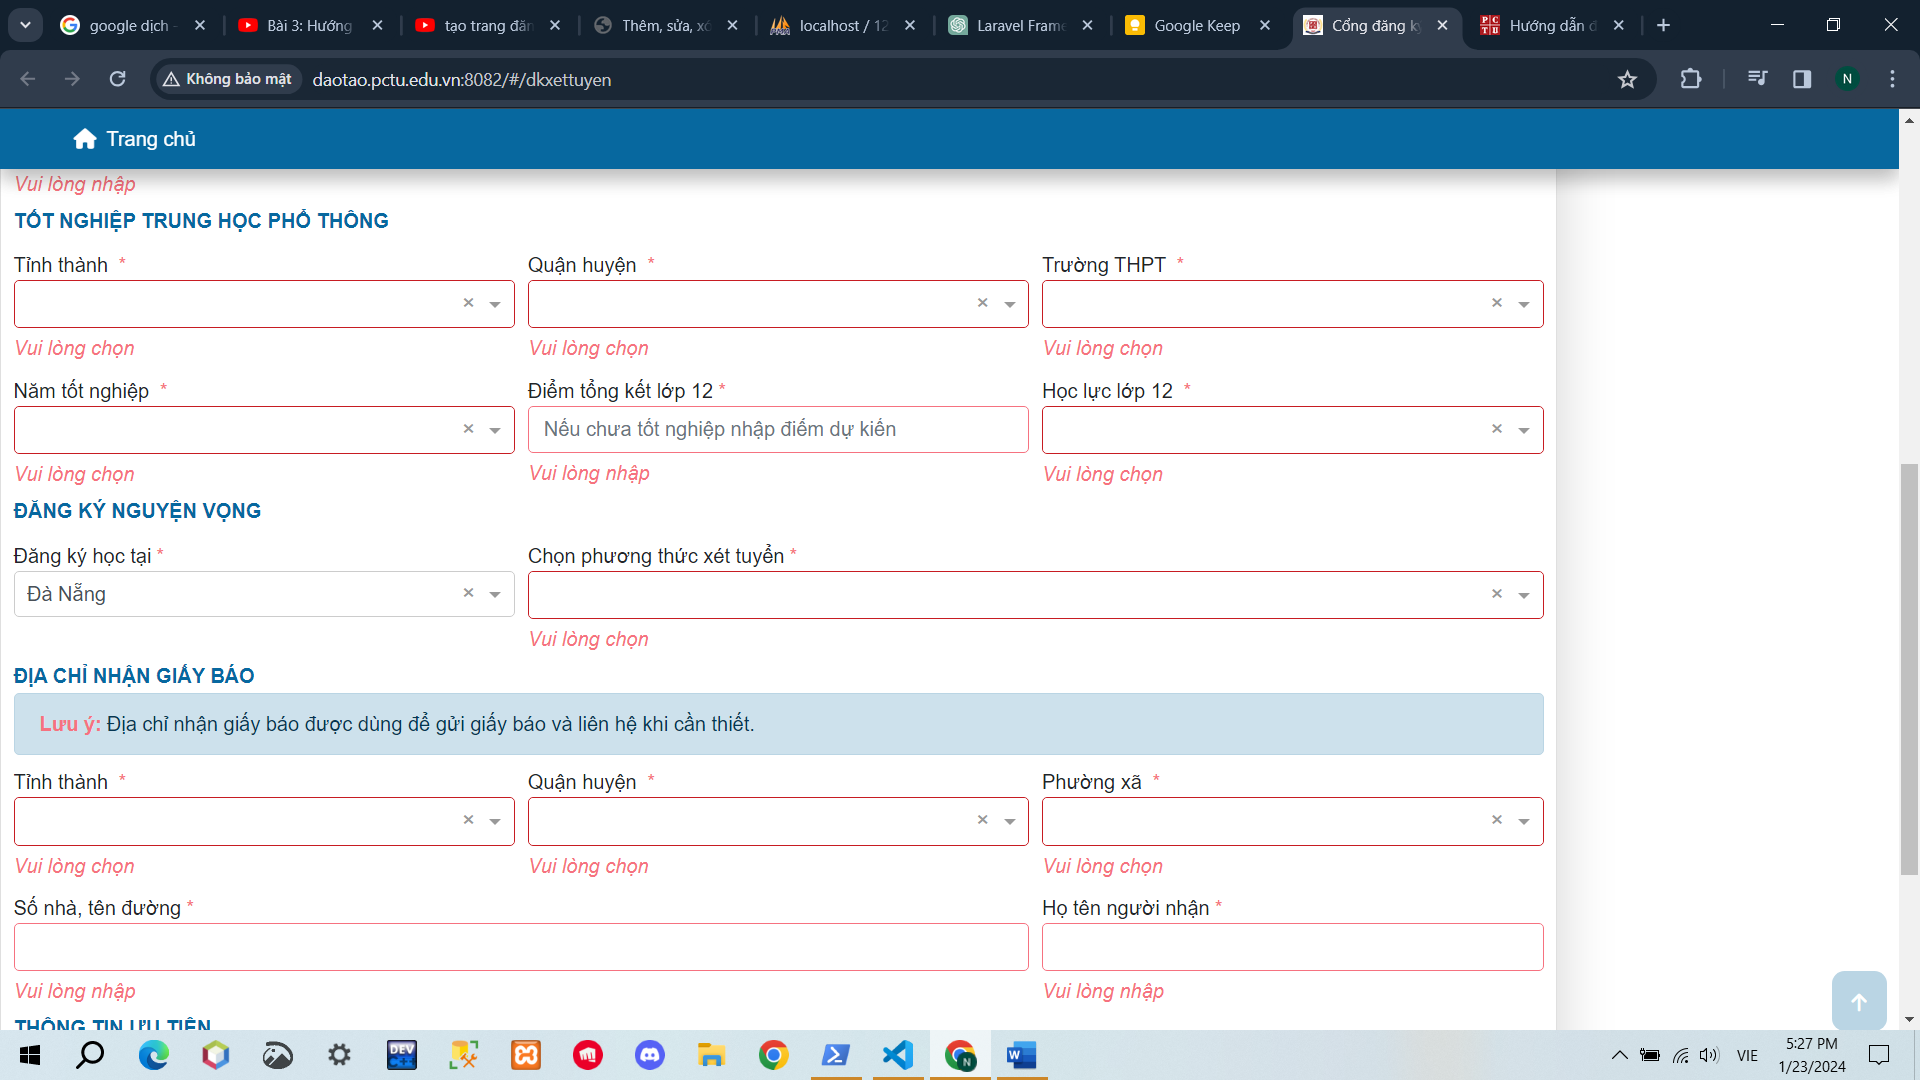 google dịch
Bài 3: Hướng
tạo trang đăn
Thêm, sửa, xó
localhost / 12
Laravel Frame
Google Keep
Cổng đăng ký
Hướng dẫn đ
Không bảo mật
daotao.pctu.edu.vn:8082/#/dkxettuyen
N
Trang chủ
Vui lòng nhập
TỐT NGHIỆP TRUNG HỌC PHỔ THÔNG
Tỉnh thành * Quận huyện * Trường THPT *
Vui lòng chọn Vui lòng chọn Vui lòng chọn
Năm tốt nghiệp * Điểm tổng kết lớp 12 * Học lực lớp 12 *
Nếu chưa tốt nghiệp nhập điểm dự kiến
Vui lòng chọn Vui lòng nhập Vui lòng chọn
ĐĂNG KÝ NGUYỆN VỌNG
Đăng ký học tại * Chọn phương thức xét tuyển *
Đà Nẵng
Vui lòng chọn
ĐỊA CHỈ NHẬN GIẤY BÁO
Lưu ý: Địa chỉ nhận giấy báo được dùng để gửi giấy báo và liên hệ khi cần thiết.
Tỉnh thành * Quận huyện * Phường xã *
Vui lòng chọn Vui lòng chọn Vui lòng chọn
Số nhà, tên đường * Họ tên người nhận *
Vui lòng nhập Vui lòng nhập
THÔNG TIN ƯU TIÊN
DEV
VIE
5:27 PM
1/23/2024